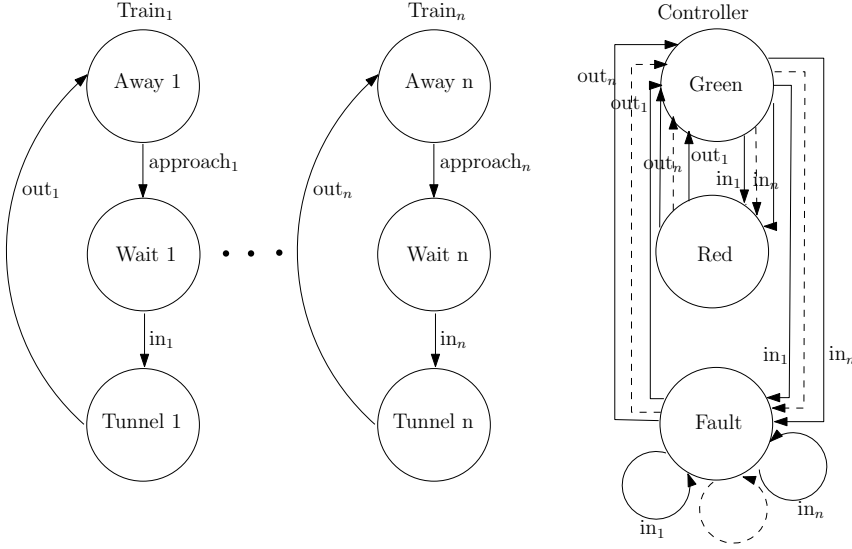 Train₁
Away 1
approach₁
out₁
Wait 1
in₁
Tunnel 1
Trainₙ
Away n
approachₙ
outₙ
Wait n
inₙ
Tunnel n
Controller
Green
outₙ
out₁
outₙ
out₁
in₁
inₙ
Red
in₁
inₙ
Fault
in₁
inₙ